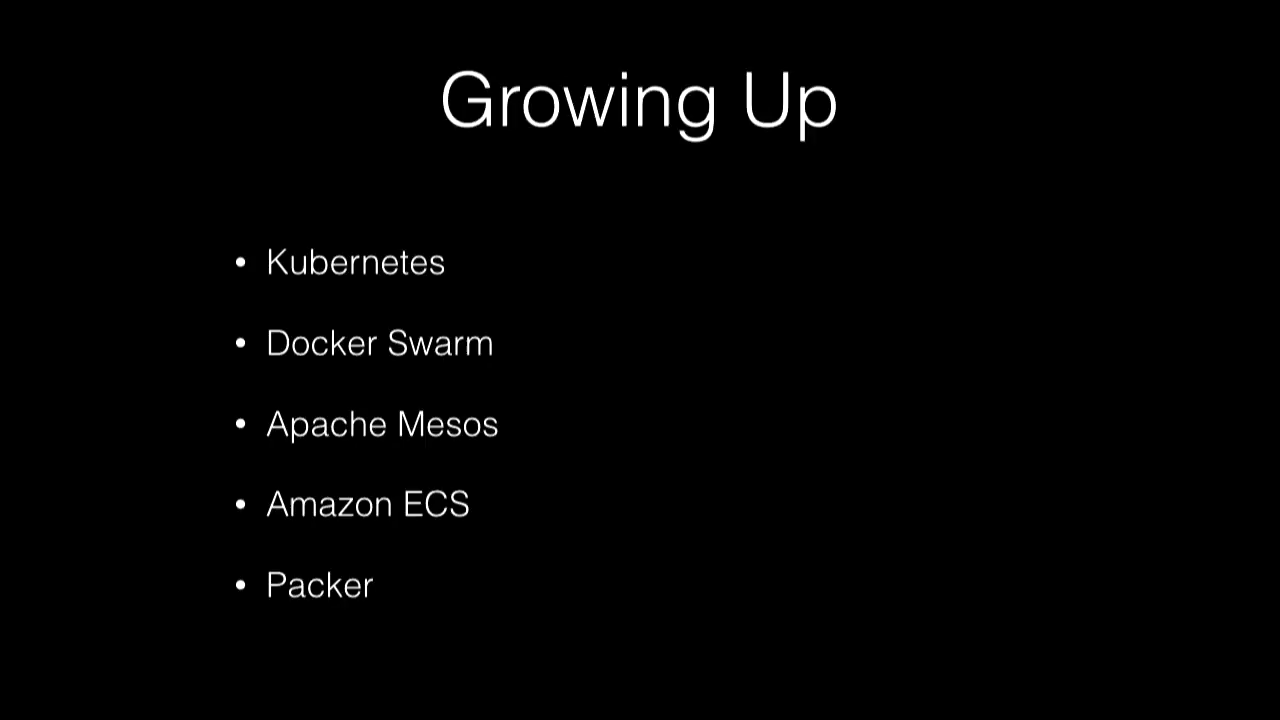 Growing Up
• Kubernetes
• Docker Swarm
• Apache Mesos
• Amazon ECS
• Packer